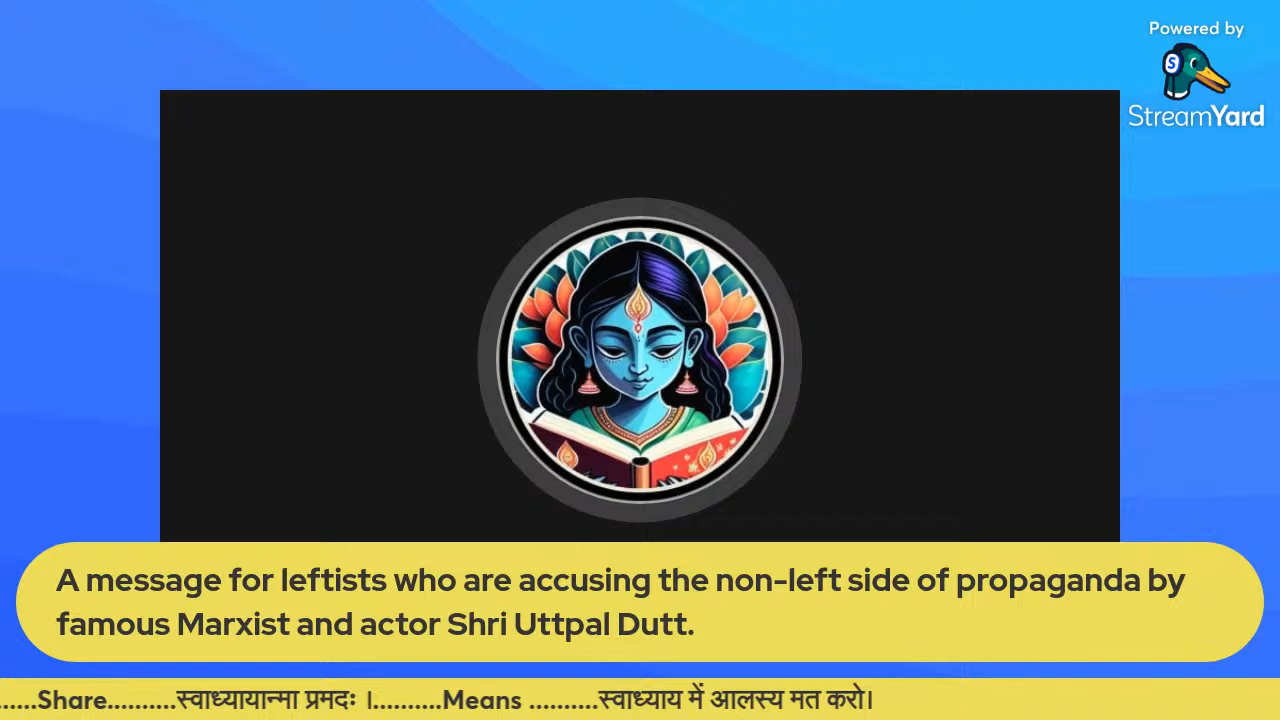 Powered by
S
StreamYard
A message for leftists who are accusing the non-left side of propaganda by
famous Marxist and actor Shri Uttpal Dutt.
......Share..........स्वाध्यायान्मा प्रमदः ।..........Means ..........स्वाध्याय में आलस्य मत करो।